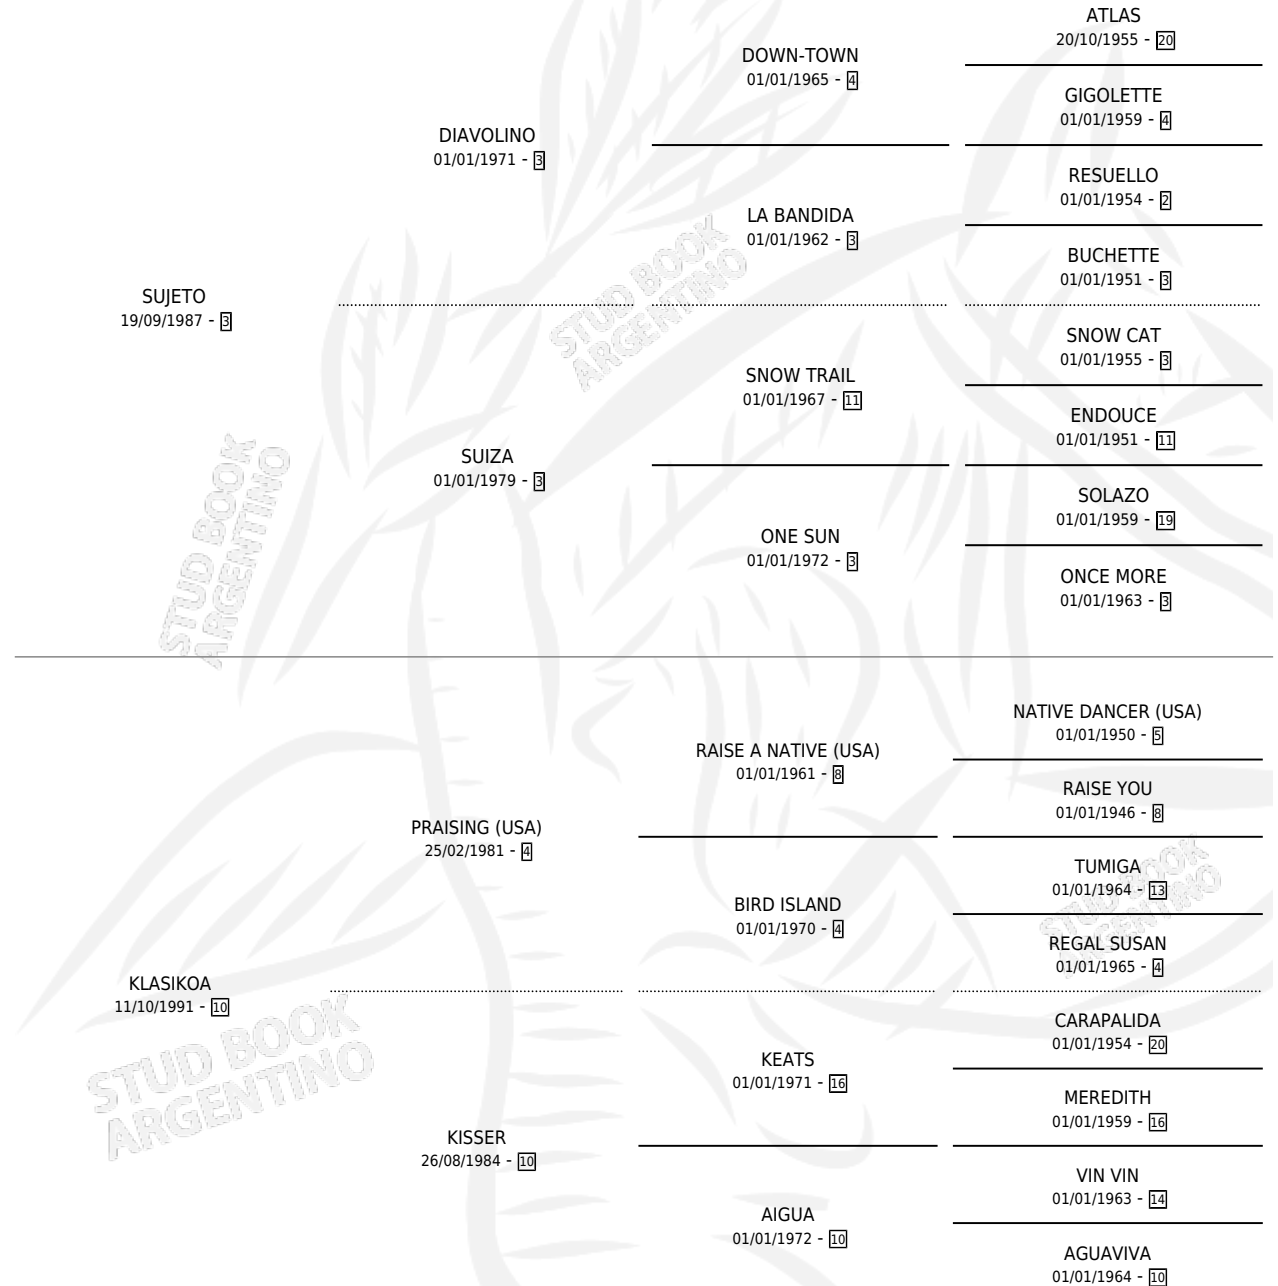 ATLAS
20/10/1955 - 20
DOWN-TOWN
01/01/1965 - 4
GIGOLETTE
01/01/1959 - 4
DIAVOLINO
01/01/1971 - 3
RESUELLO
01/01/1954 - 2
LA BANDIDA
01/01/1962 - 3
BUCHETTE
01/01/1951 - 3
SUJETO
19/09/1987 - 3
SNOW CAT
01/01/1955 - 3
SNOW TRAIL
01/01/1967 - 11
ENDOUCE
01/01/1951 - 11
SUIZA
01/01/1979 - 3
SOLAZO
01/01/1959 - 19
ONE SUN
01/01/1972 - 3
ONCE MORE
01/01/1963 - 3
STUD BOOK
ARGENTINO
STUD BOOK
ARGENTINO
NATIVE DANCER (USA)
01/01/1950 - 5
RAISE A NATIVE (USA)
01/01/1961 - 8
RAISE YOU
01/01/1946 - 8
PRAISING (USA)
25/02/1981 - 4
TUMIGA
01/01/1964 - 13
BIRD ISLAND
01/01/1970 - 4
REGAL SUSAN
01/01/1965 - 4
STUD BOOK
ARGENTINO
KLASIKOA
11/10/1991 - 10
CARAPALIDA
01/01/1954 - 20
KEATS
01/01/1971 - 16
MEREDITH
01/01/1959 - 16
STUD BOOK
ARGENTINO
KISSER
26/08/1984 - 10
VIN VIN
01/01/1963 - 14
AIGUA
01/01/1972 - 10
AGUAVIVA
01/01/1964 - 10